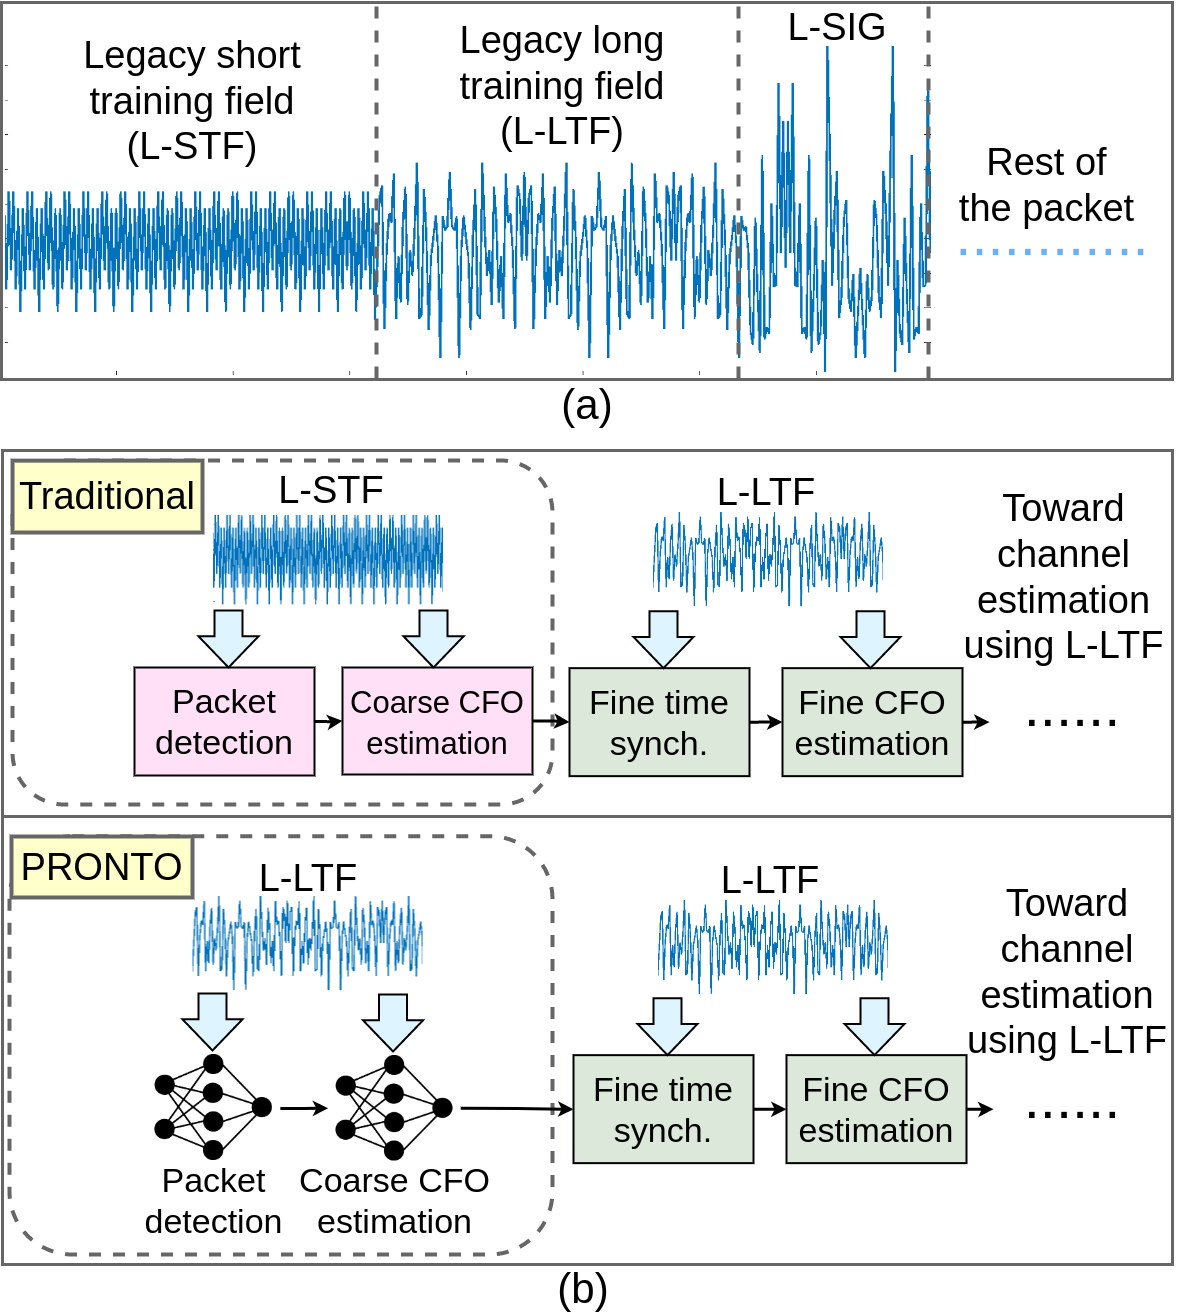 Legacy short
training field
(L-STF)
Legacy long
training field
(L-LTF)
L-SIG
Rest of
the packet
(a)
Traditional
L-STF
L-LTF
Toward
channel
estimation
using L-LTF
Packet
detection
Coarse CFO
estimation
Fine time
synch.
Fine CFO
estimation
......
PRONTO
L-LTF
L-LTF
Toward
channel
estimation
using L-LTF
Packet
detection
Coarse CFO
estimation
Fine time
synch.
Fine CFO
estimation
......
(b)